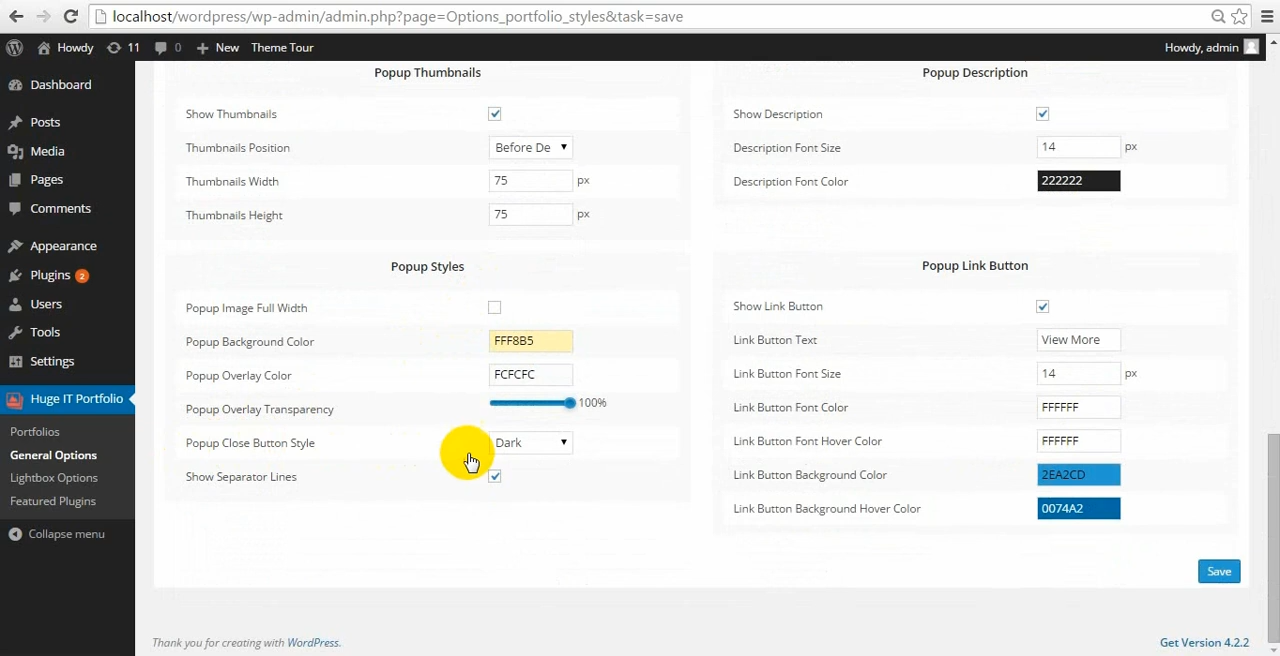 localhost/wordpress/wp-admin/admin.php?page=Options_portfolio_styles&task=save
Howdy 11 0 New Theme Tour Howdy, admin
Dashboard
Posts
Media
Pages
Comments
Appearance
Plugins 2
Users
Tools
Settings
Huge IT Portfolio
Portfolios
General Options
Lightbox Options
Featured Plugins
Collapse menu
Popup Thumbnails
Show Thumbnails
Thumbnails Position Before De
Thumbnails Width 75 px
Thumbnails Height 75 px
Popup Styles
Popup Image Full Width
Popup Background Color FFF8B5
Popup Overlay Color FCFCFC
Popup Overlay Transparency 100%
Popup Close Button Style Dark
Show Separator Lines
Popup Description
Show Description
Description Font Size 14 px
Description Font Color 222222
Popup Link Button
Show Link Button
Link Button Text View More
Link Button Font Size 14 px
Link Button Font Color FFFFFF
Link Button Font Hover Color FFFFFF
Link Button Background Color 2EA2CD
Link Button Background Hover Color 0074A2
Save
Thank you for creating with WordPress.
Get Version 4.2.2